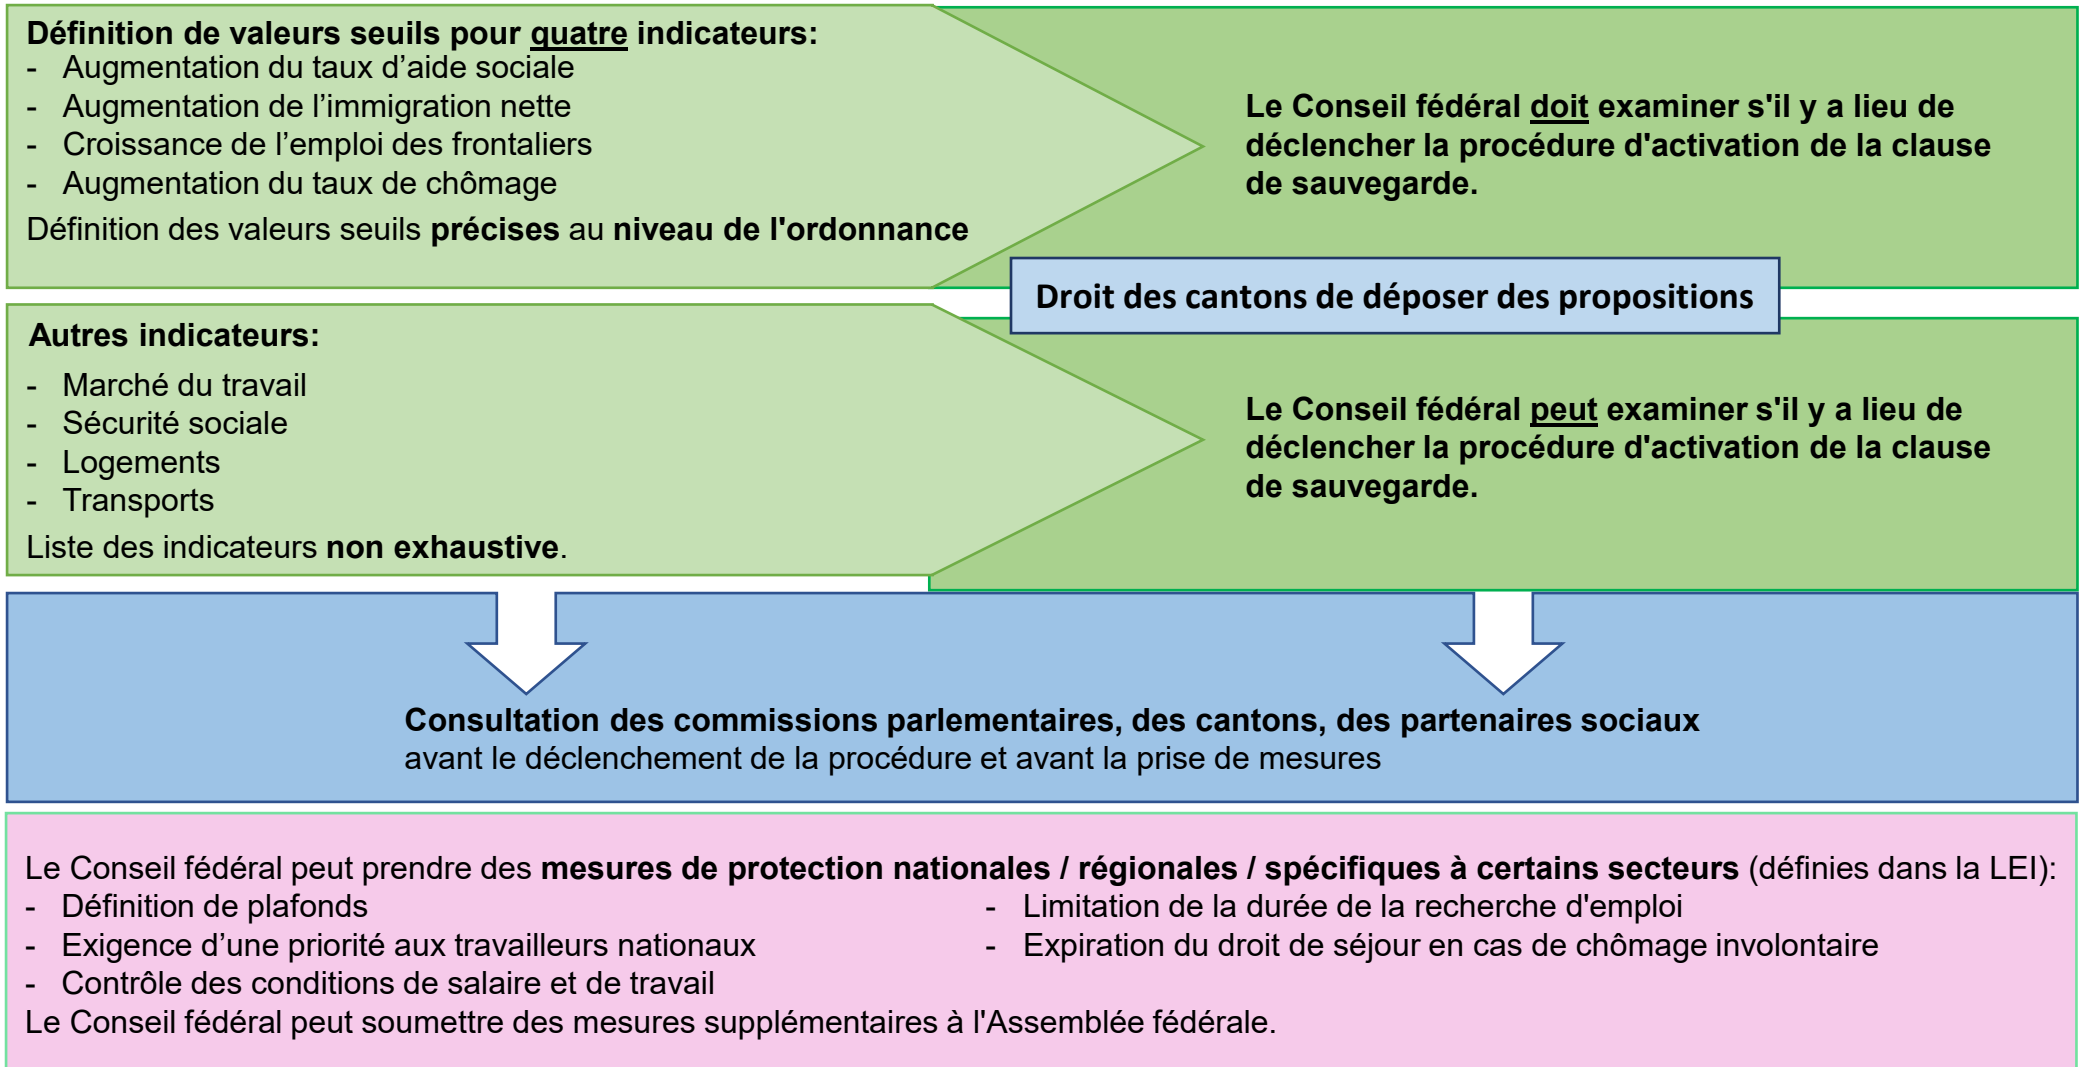 Définition de valeurs seuils pour quatre indicateurs:
- Augmentation du taux d’aide sociale
- Augmentation de l’immigration nette
- Croissance de l’emploi des frontaliers
- Augmentation du taux de chômage
Définition des valeurs seuils précises au niveau de l'ordonnance
Le Conseil fédéral doit examiner s'il y a lieu de
déclencher la procédure d'activation de la clause
de sauvegarde.
Droit des cantons de déposer des propositions
Autres indicateurs:
- Marché du travail
- Sécurité sociale
- Logements
- Transports
Liste des indicateurs non exhaustive.
Le Conseil fédéral peut examiner s'il y a lieu de
déclencher la procédure d'activation de la clause
de sauvegarde.
Consultation des commissions parlementaires, des cantons, des partenaires sociaux
avant le déclenchement de la procédure et avant la prise de mesures
Le Conseil fédéral peut prendre des mesures de protection nationales / régionales / spécifiques à certains secteurs (définies dans la LEI):
- Définition de plafonds
- Exigence d’une priorité aux travailleurs nationaux
- Contrôle des conditions de salaire et de travail
- Limitation de la durée de la recherche d'emploi
- Expiration du droit de séjour en cas de chômage involontaire
Le Conseil fédéral peut soumettre des mesures supplémentaires à l'Assemblée fédérale.